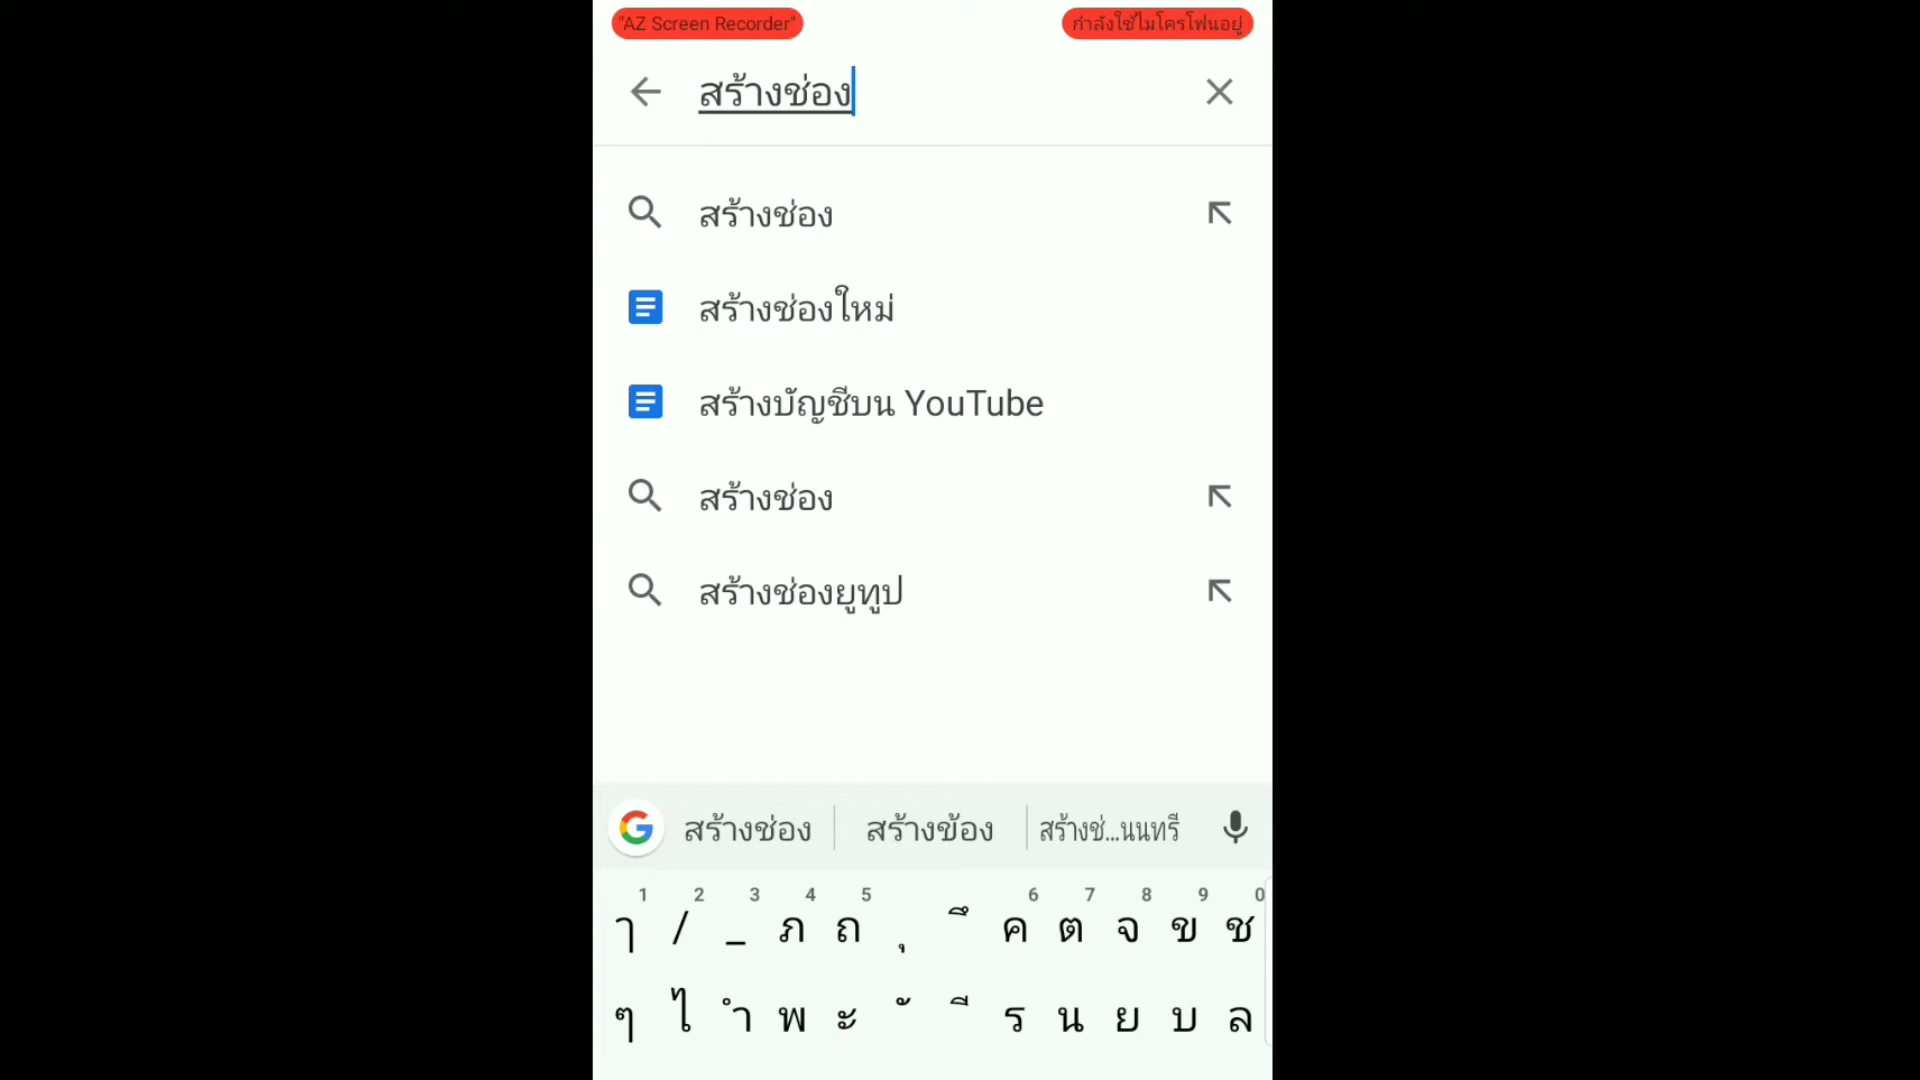 "AZ Screen Recorder" กำลังใช้ไมโครโฟนอยู่
สร้างช่อง
สร้างช่อง
สร้างช่องใหม่
สร้างบัญชีบน YouTube
สร้างช่อง
สร้างช่องยูทูป
สร้างช่อง สร้างข้อง สร้างช่...นนทรี
1 2 3 4 5 6 7 8 9 0
ๅ / _ ภ ถ ุ ึ ค ต จ ข ช
ๆ ไ ำ พ ะ ั ี ร น ย บ ล